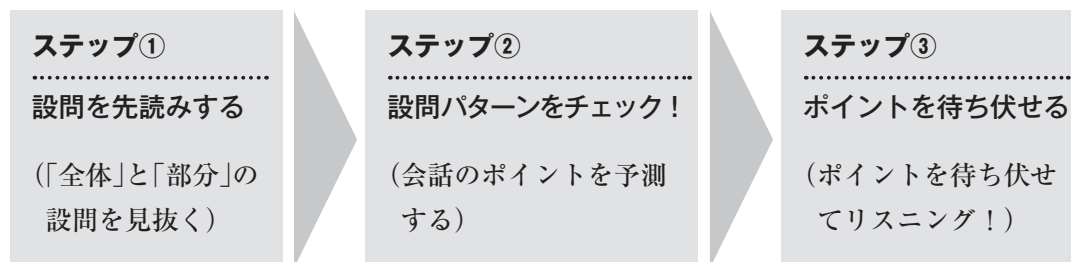 ステップ①
設問を先読みする
(「全体」と「部分」の
設問を見抜く)
ステップ②
設問パターンをチェック！
(会話のポイントを予測
する)
ステップ③
ポイントを待ち伏せる
(ポイントを待ち伏せ
てリスニング！)